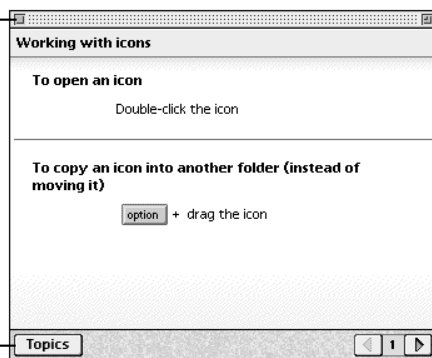 Working with icons
To open an icon
Double-click the icon
To copy an icon into another folder (instead of
moving it)
option + drag the icon
Topics 1